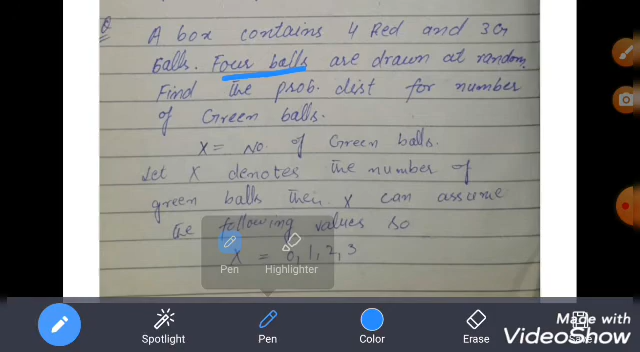 Q
A box contains 4 Red and 3 Gr
balls. Four balls are drawn at random.
Find the prob. dist for number
of Green balls.
X = No. of Green balls.
Let X denotes the number of
green balls then X can assume
the following values so
X = 0, 1, 2, 3
Pen
Highlighter
Spotlight
Pen
Color
Erase
Made with
VideoShow